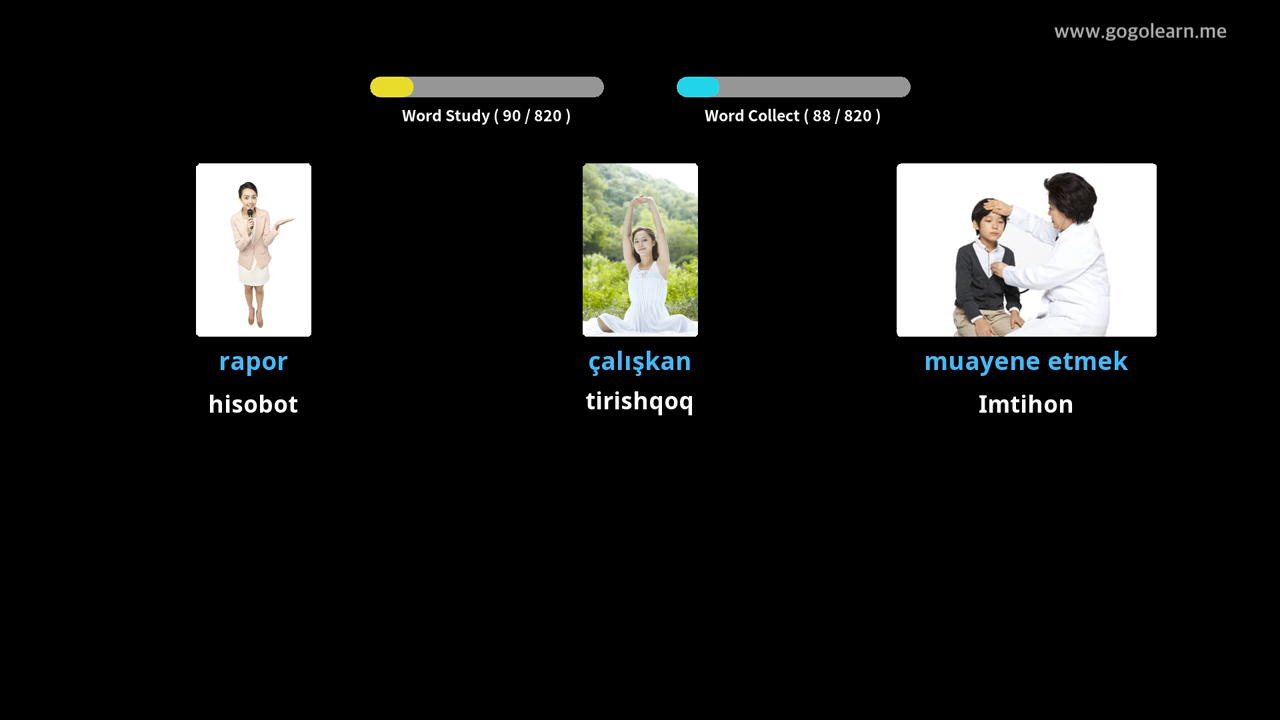 www.gogolearn.me
Word Study ( 90 / 820 )
Word Collect ( 88 / 820 )
rapor
hisobot
çalışkan
tirishqoq
muayene etmek
Imtihon